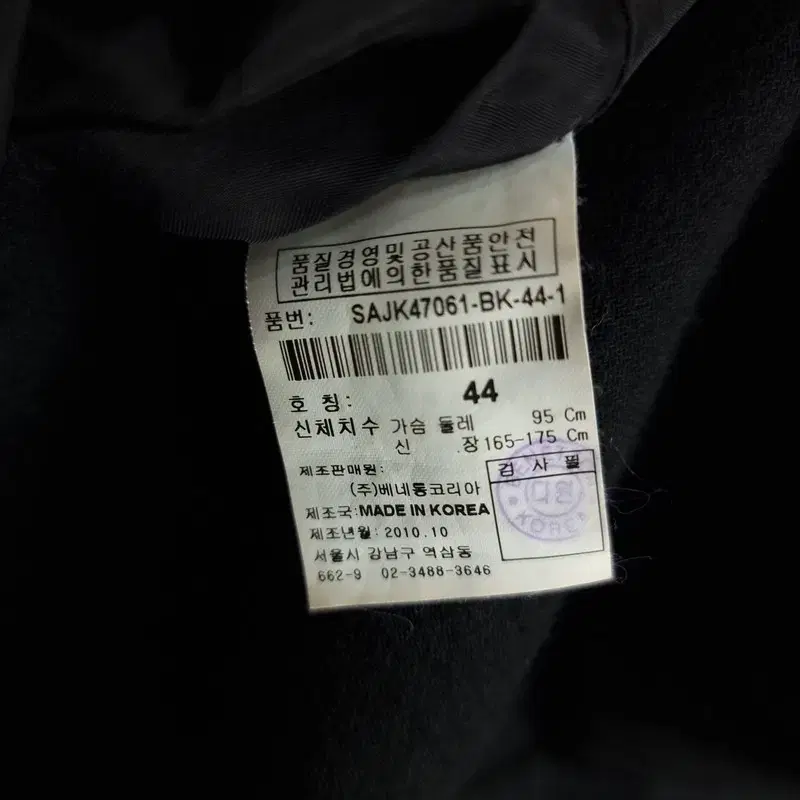 품질경영및공산품안전
관리법에의한품질표시
품번: SAJK47061-BK-44-1
호 칭: 44
신체치수 가슴 둘레 95 Cm
신 장 165-175 Cm
제조판매원:
(주)베네통코리아
제조국:MADE IN KOREA
제조년월:2010.10
서울시 강남구 역삼동
662-9 02-3488-3646
검 사 필
KOREA